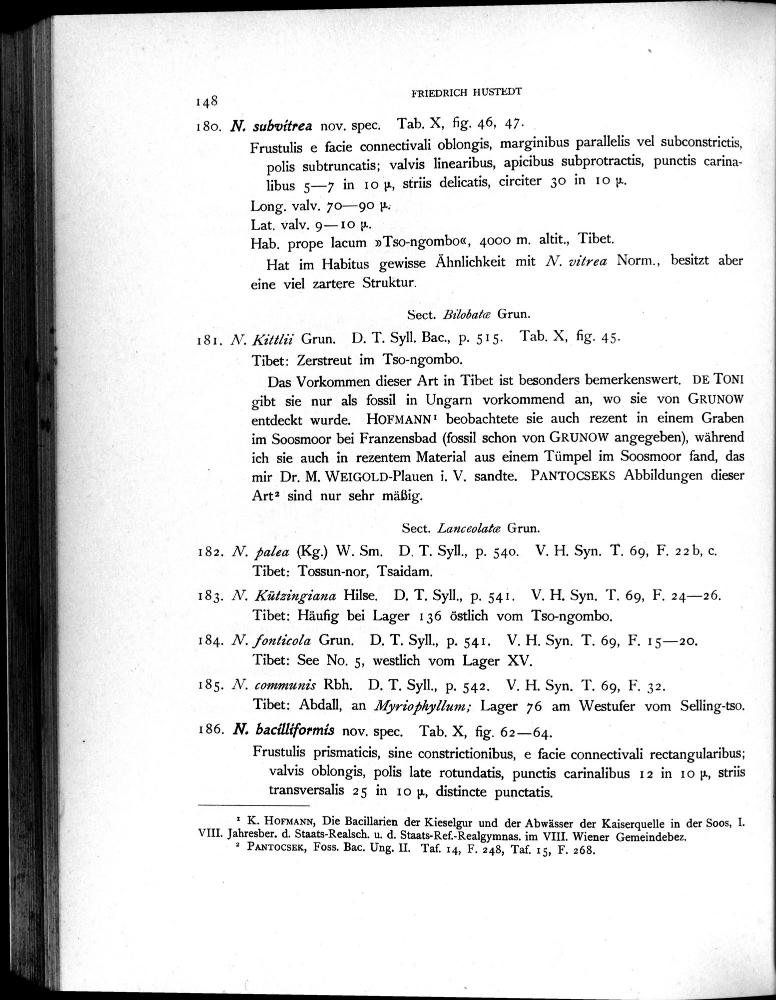 148
FRIEDRICH HUSTEDT
180. N. subvitrea nov. spec. Tab. X, fig. 46, 47.
Frustulis e facie connectivali oblongis, marginibus parallelis vel subconstrictis,
polis subtruncatis; valvis linearibus, apicibus subprotractis, punctis carina-
libus 5—7 in 10 μ, striis delicatis, circiter 30 in 10 μ.
Long. valv. 70—90 μ.
Lat. valv. 9—10 μ.
Hab. prope lacum »Tso-ngombo«, 4000 m. altit., Tibet.
Hat im Habitus gewisse Ähnlichkeit mit N. vitrea Norm., besitzt aber
eine viel zartere Struktur.
Sect. Bilobatæ Grun.
181. N. Kittlii Grun. D. T. Syll. Bac., p. 515. Tab. X, fig. 45.
Tibet: Zerstreut im Tso-ngombo.
Das Vorkommen dieser Art in Tibet ist besonders bemerkenswert. DE TONI
gibt sie nur als fossil in Ungarn vorkommend an, wo sie von GRUNOW
entdeckt wurde. HOFMANN¹ beobachtete sie auch rezent in einem Graben
im Soosmoor bei Franzensbad (fossil schon von GRUNOW angegeben), während
ich sie auch in rezentem Material aus einem Tümpel im Soosmoor fand, das
mir Dr. M. WEIGOLD-Plauen i. V. sandte. PANTOCSEKS Abbildungen dieser
Art² sind nur sehr mäßig.
Sect. Lanceolatæ Grun.
182. N. palea (Kg.) W. Sm. D. T. Syll., p. 540. V. H. Syn. T. 69, F. 22 b, c.
Tibet: Tossun-nor, Tsaidam.
183. N. Kützingiana Hilse. D. T. Syll., p. 541. V. H. Syn. T. 69, F. 24—26.
Tibet: Häufig bei Lager 136 östlich vom Tso-ngombo.
184. N. fonticola Grun. D. T. Syll., p. 541. V. H. Syn. T. 69, F. 15—20.
Tibet: See No. 5, westlich vom Lager XV.
185. N. communis Rbh. D. T. Syll., p. 542. V. H. Syn. T. 69, F. 32.
Tibet: Abdall, an Myriophyllum; Lager 76 am Westufer vom Selling-tso.
186. N. bacilliformis nov. spec. Tab. X, fig. 62—64.
Frustulis prismaticis, sine constrictionibus, e facie connectivali rectangularibus;
valvis oblongis, polis late rotundatis, punctis carinalibus 12 in 10 μ, striis
transversalis 25 in 10 μ, distincte punctatis.
¹ K. HOFMANN, Die Bacillarien der Kieselgur und der Abwässer der Kaiserquelle in der Soos, I.
VIII. Jahresber. d. Staats-Realsch. u. d. Staats-Ref.-Realgymnas. im VIII. Wiener Gemeindebez.
² PANTOCSEK, Foss. Bac. Ung. II. Taf. 14, F. 248, Taf. 15, F. 268.